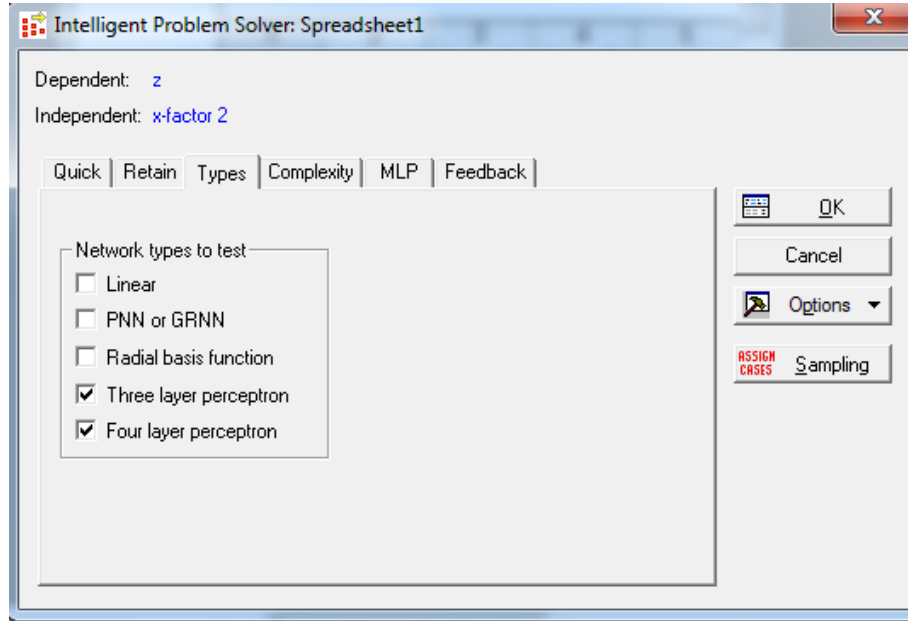 Intelligent Problem Solver: Spreadsheet1
x
Dependent: z
Independent: x-factor 2
Quick Retain Types Complexity MLP Feedback
Network types to test
Linear
PNN or GRNN
Radial basis function
Three layer perceptron
Four layer perceptron
OK
Cancel
Options
ASSIGN CASES Sampling